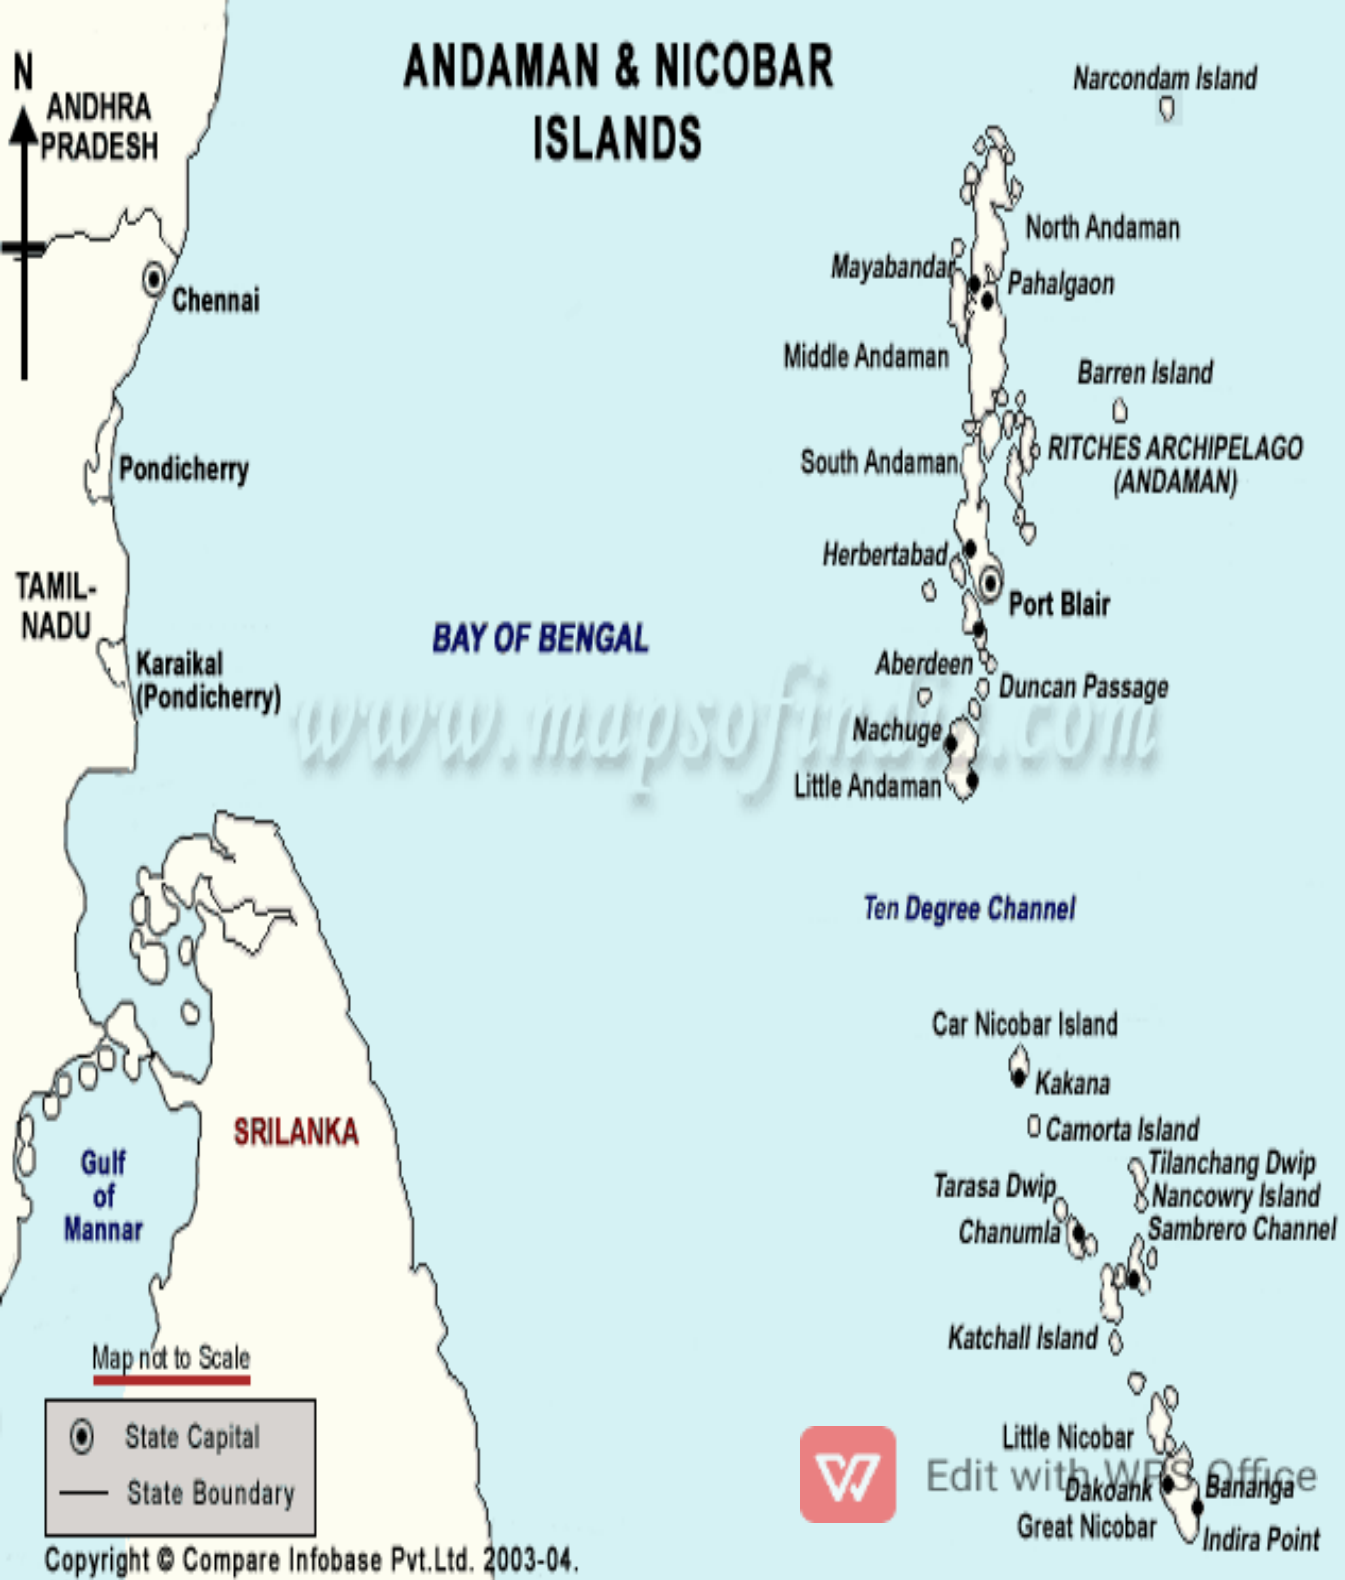 ANDAMAN & NICOBAR
ISLANDS
N
ANDHRA
PRADESH
Narcondam Island
North Andaman
Mayabandar
Pahalgaon
Chennai
Middle Andaman
Barren Island
RITCHES ARCHIPELAGO
(ANDAMAN)
South Andaman
Pondicherry
Herbertabad
TAMIL-
NADU
Port Blair
BAY OF BENGAL
Karaikal
(Pondicherry)
Aberdeen
Duncan Passage
www.mapsofindia.com
Nachuge
Little Andaman
Ten Degree Channel
Car Nicobar Island
Kakana
Camorta Island
SRILANKA
Gulf
of
Mannar
Tilanchang Dwip
Tarasa Dwip
Nancowry Island
Chanumla
Sambrero Channel
Katchall Island
Map not to Scale
State Capital
State Boundary
Little Nicobar
Edit with WPS Office
Dakoank
Bananga
Great Nicobar
Indira Point
Copyright © Compare Infobase Pvt.Ltd. 2003-04.